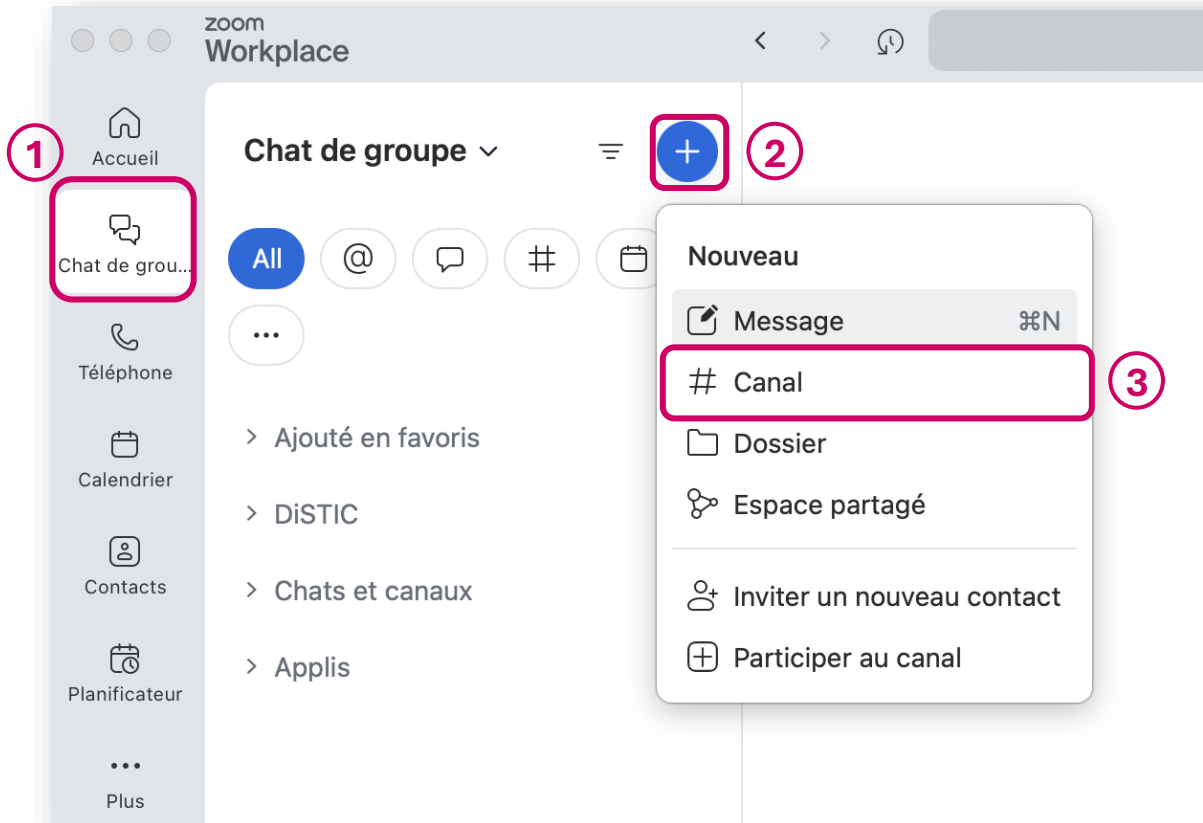 zoom
Workplace
1
Accueil
Chat de grou...
Téléphone
Calendrier
Contacts
Planificateur
Plus
Chat de groupe
2
All
@
#
Nouveau
Message ⌘N
# Canal
3
Dossier
Espace partagé
Inviter un nouveau contact
Participer au canal
Ajouté en favoris
DiSTIC
Chats et canaux
Applis